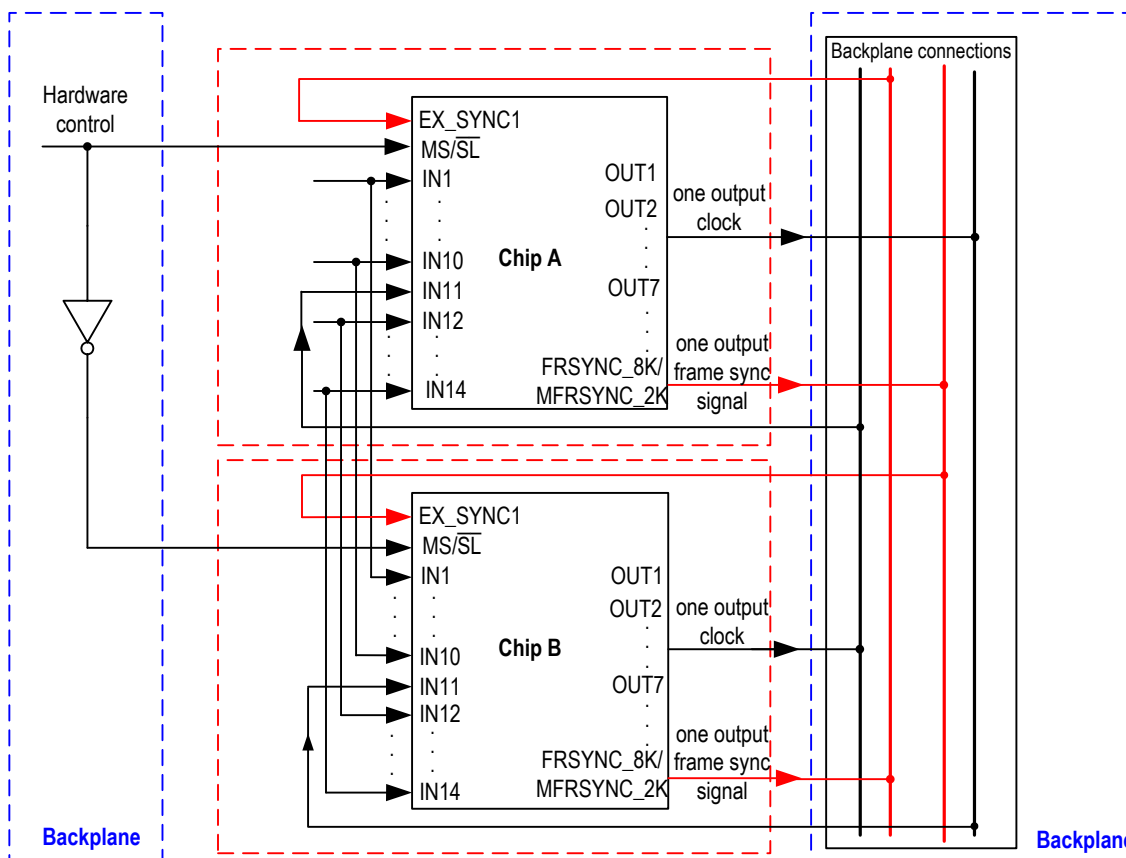 Backplane connections
Hardware
control
EX_SYNC1
MS/SL
IN1
OUT1
OUT2
one output
clock
IN10
Chip A
IN11
OUT7
IN12
one output
frame sync
signal
FRSYNC_8K/
MFRSYNC_2K
IN14
EX_SYNC1
MS/SL
IN1
OUT1
OUT2
one output
clock
IN10
Chip B
IN11
OUT7
IN12
one output
frame sync
signal
FRSYNC_8K/
MFRSYNC_2K
IN14
Backplane
Backplane